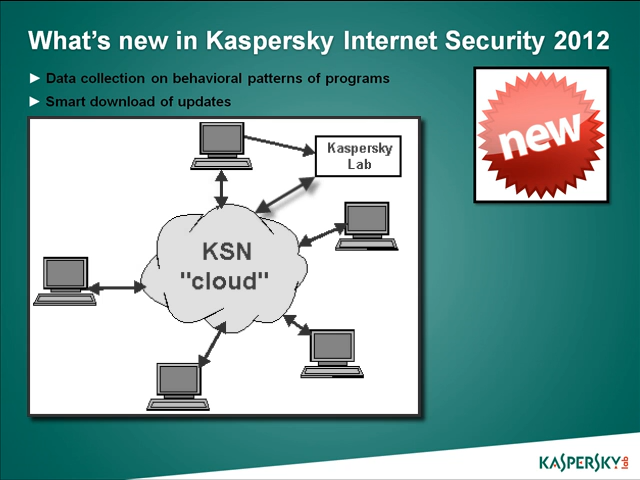 What's new in Kaspersky Internet Security 2012
► Data collection on behavioral patterns of programs
► Smart download of updates
new
Kaspersky
Lab
KSN
"cloud"
KASPERSKY lab